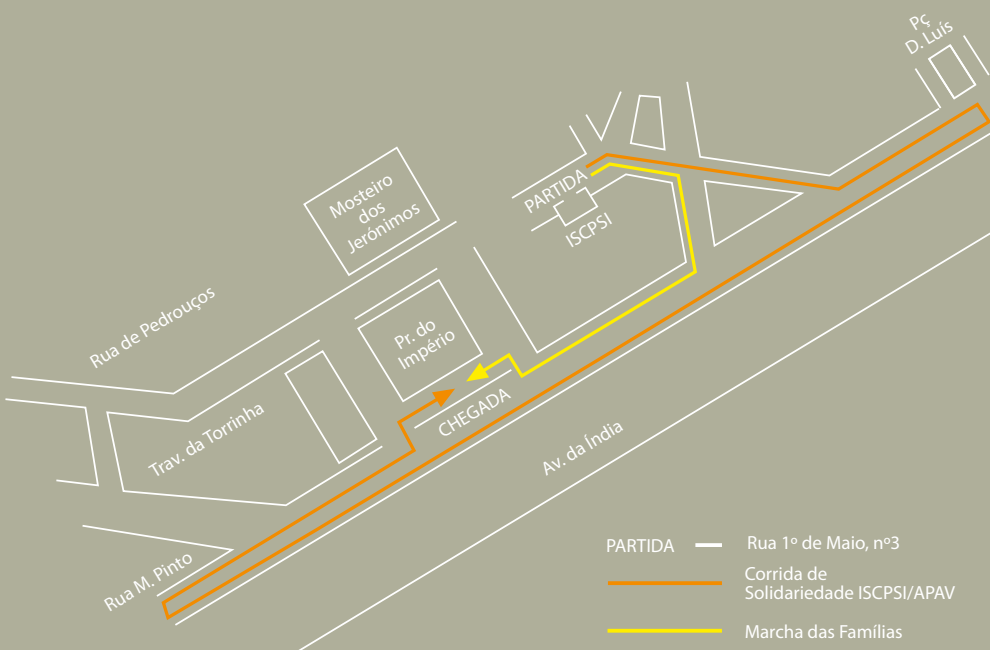 Pç
D. Luís
PARTIDA
ISCPSI
Mosteiro
dos
Jerónimos
Rua de Pedrouços
Pr. do
Império
CHEGADA
Trav. da Torrinha
Av. da Índia
Rua M. Pinto
PARTIDA
Rua 1º de Maio, nº3
Corrida de
Solidariedade ISCPSI/APAV
Marcha das Famílias